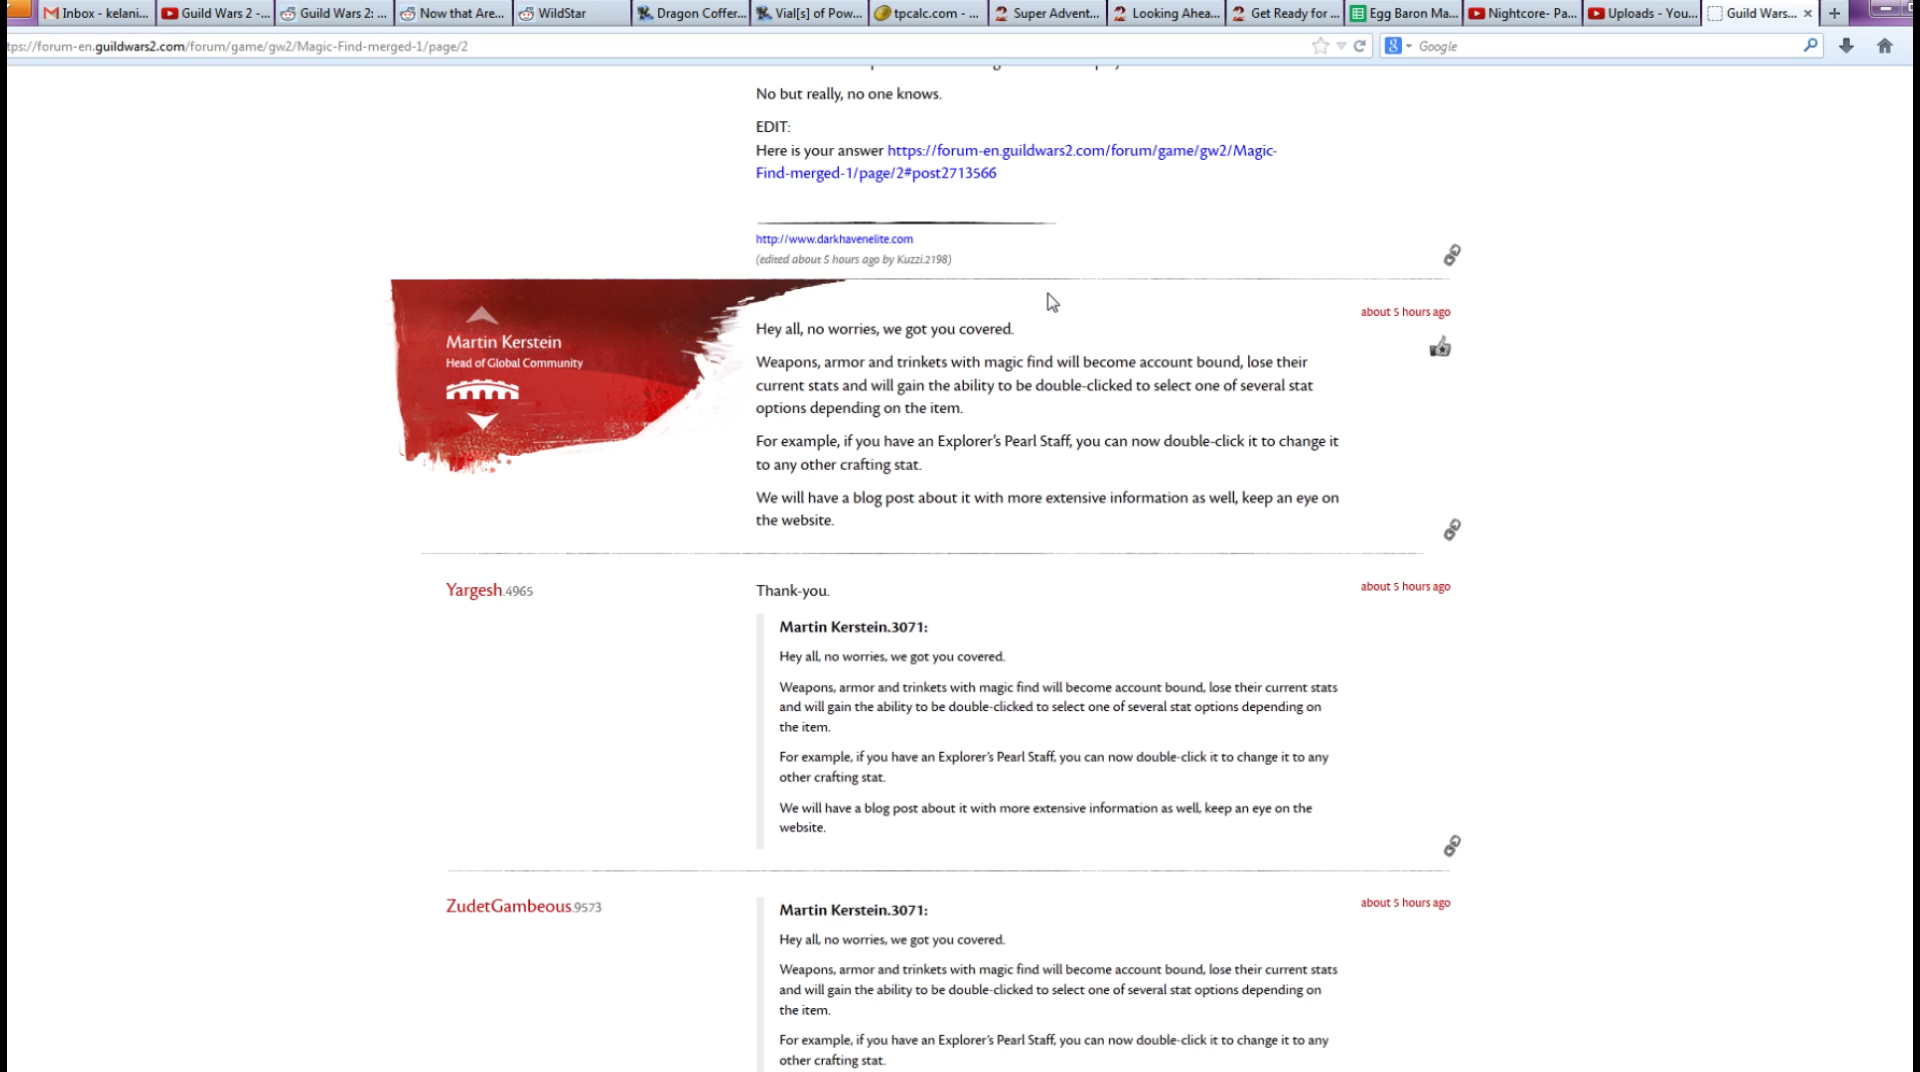 Inbox - kelani...
Guild Wars 2 -...
Guild Wars 2: ...
Now that Are...
WildStar
Dragon Coffer...
Vial[s] of Pow...
tpcalc.com - ...
Super Advent...
Looking Ahea...
Get Ready for ...
Egg Baron Ma...
Nightcore- Pa...
Uploads - You...
Guild Wars... ×
tps://forum-en.guildwars2.com/forum/game/gw2/Magic-Find-merged-1/page/2
Google
No but really, no one knows.
EDIT:
Here is your answer https://forum-en.guildwars2.com/forum/game/gw2/Magic-
Find-merged-1/page/2#post2713566
http://www.darkhavenelite.com
(edited about 5 hours ago by Kuzzi.2198)
Martin Kerstein
Head of Global Community
about 5 hours ago
Hey all, no worries, we got you covered.
Weapons, armor and trinkets with magic find will become account bound, lose their
current stats and will gain the ability to be double-clicked to select one of several stat
options depending on the item.
For example, if you have an Explorer's Pearl Staff, you can now double-click it to change it
to any other crafting stat.
We will have a blog post about it with more extensive information as well, keep an eye on
the website.
Yargesh.4965
about 5 hours ago
Thank-you.
Martin Kerstein.3071:
Hey all, no worries, we got you covered.
Weapons, armor and trinkets with magic find will become account bound, lose their current stats
and will gain the ability to be double-clicked to select one of several stat options depending on
the item.
For example, if you have an Explorer's Pearl Staff, you can now double-click it to change it to any
other crafting stat.
We will have a blog post about it with more extensive information as well, keep an eye on the
website.
ZudetGambeous.9573
about 5 hours ago
Martin Kerstein.3071:
Hey all, no worries, we got you covered.
Weapons, armor and trinkets with magic find will become account bound, lose their current stats
and will gain the ability to be double-clicked to select one of several stat options depending on
the item.
For example, if you have an Explorer's Pearl Staff, you can now double-click it to change it to any
other crafting stat.